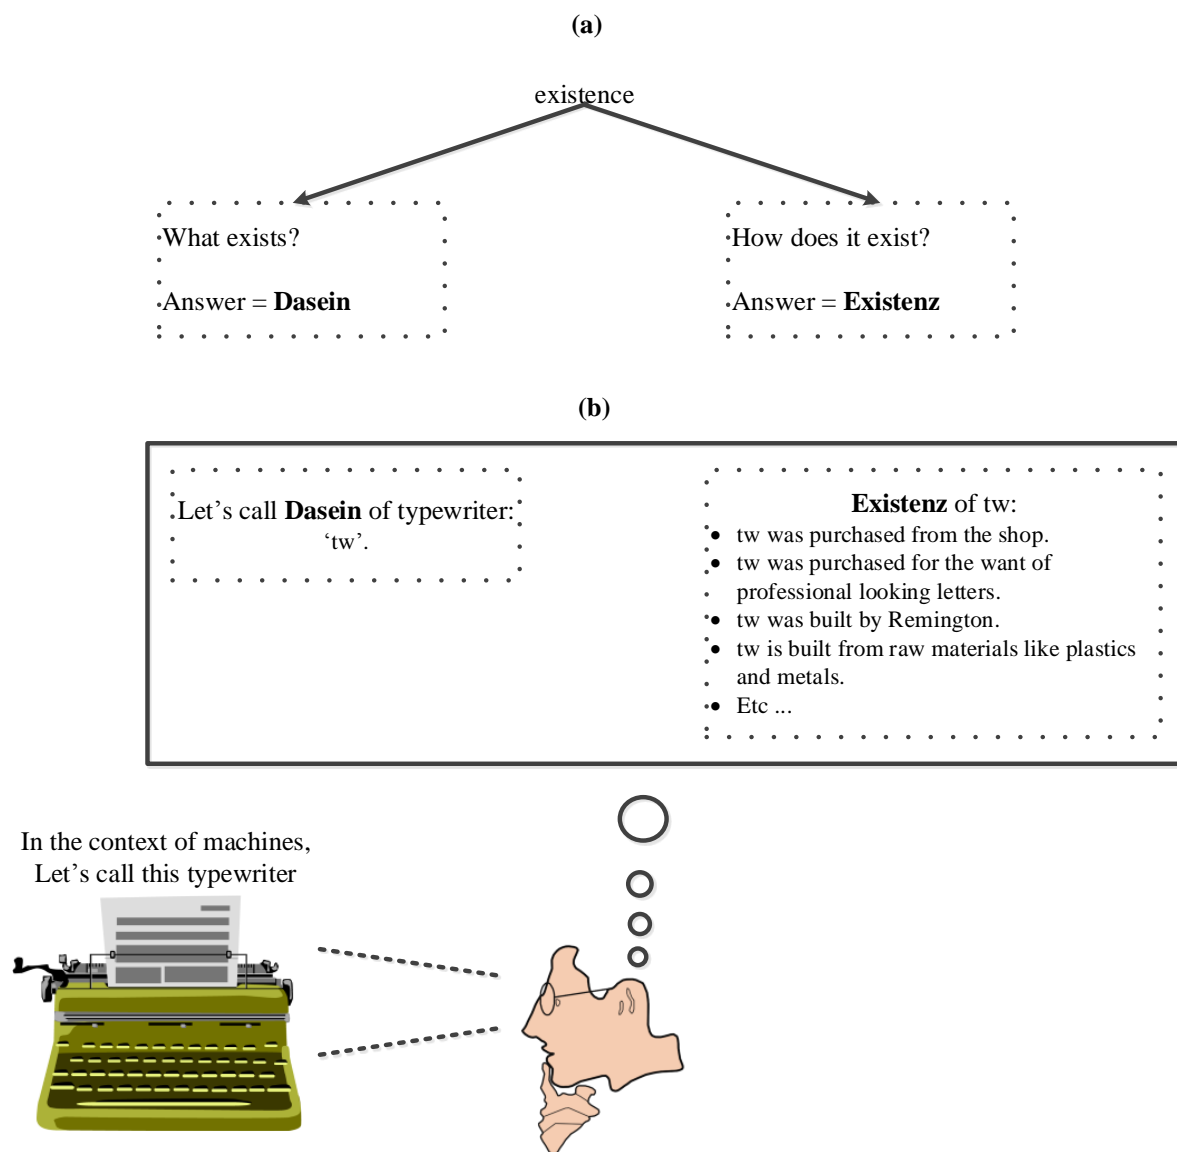 (a)
existence
What exists?
Answer = Dasein
How does it exist?
Answer = Existenz
(b)
Let’s call Dasein of typewriter:
‘tw’.
Existenz of tw:
• tw was purchased from the shop.
• tw was purchased for the want of
professional looking letters.
• tw was built by Remington.
• tw is built from raw materials like plastics
and metals.
• Etc ...
In the context of machines,
Let’s call this typewriter